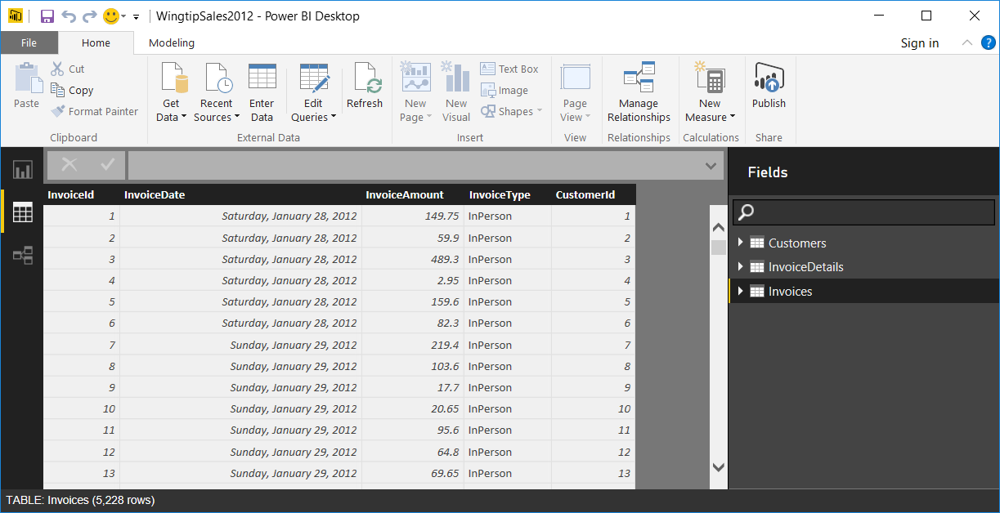 WingtipSales2012 - Power BI Desktop
File Home Modeling Sign in ?
Paste
Cut
Copy
Format Painter
Get Data
Recent Sources
Enter Data
Edit Queries
Refresh
New Page
New Visual
Text Box
Image
Shapes
Page View
Manage Relationships
New Measure
Publish
Clipboard External Data Insert View Relationships Calculations Share
InvoiceId InvoiceDate InvoiceAmount InvoiceType CustomerId
1 Saturday, January 28, 2012 149.75 InPerson 1
2 Saturday, January 28, 2012 59.9 InPerson 2
3 Saturday, January 28, 2012 489.3 InPerson 3
4 Saturday, January 28, 2012 2.95 InPerson 4
5 Saturday, January 28, 2012 159.6 InPerson 5
6 Saturday, January 28, 2012 82.3 InPerson 6
7 Sunday, January 29, 2012 219.4 InPerson 7
8 Sunday, January 29, 2012 103.6 InPerson 8
9 Sunday, January 29, 2012 17.7 InPerson 9
10 Sunday, January 29, 2012 20.65 InPerson 10
11 Sunday, January 29, 2012 95.6 InPerson 11
12 Sunday, January 29, 2012 64.8 InPerson 12
13 Sunday, January 29, 2012 69.65 InPerson 13
Fields
Customers
InvoiceDetails
Invoices
TABLE: Invoices (5,228 rows)